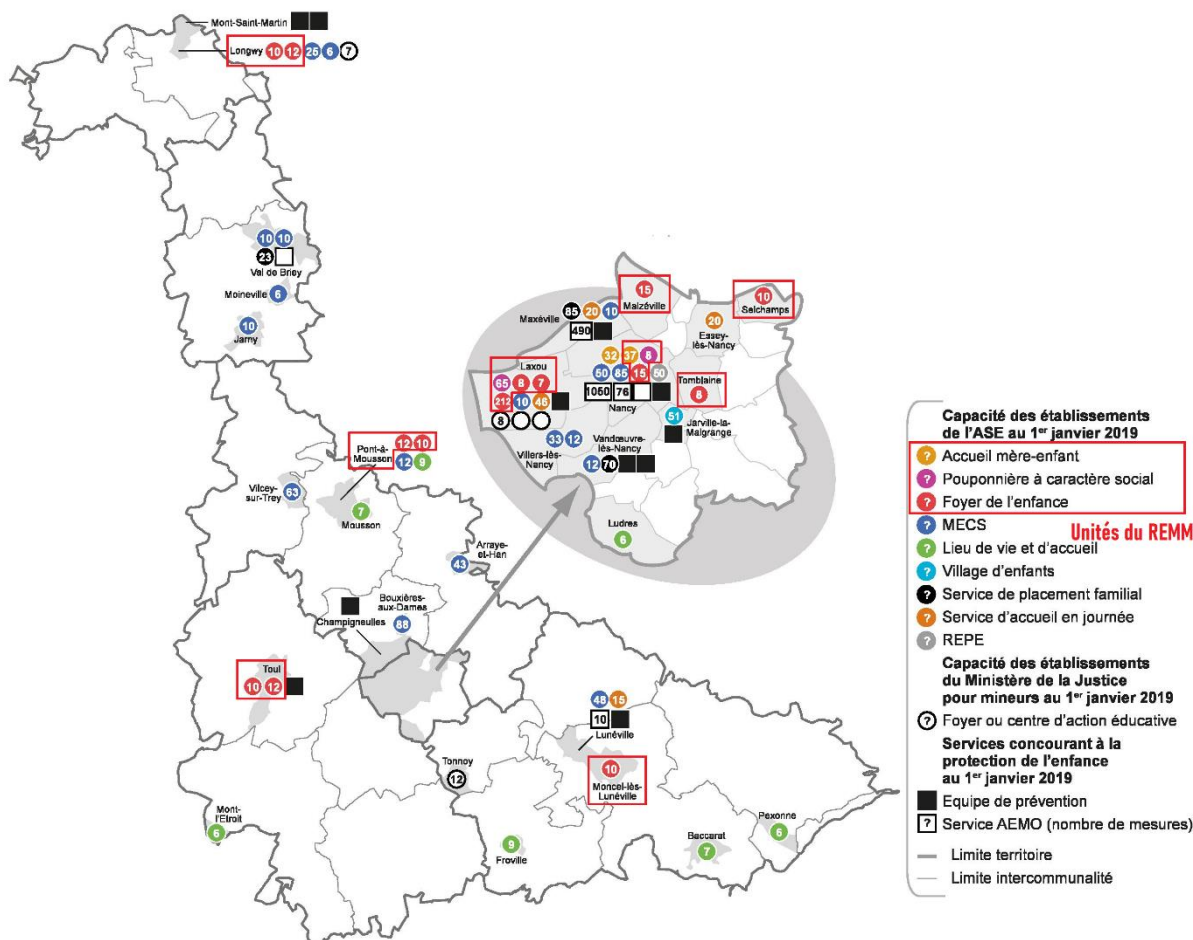 Mont-Saint-Martin
Longwy 10 12 25 6 ?
10 10
23
Val de Briey
Moineville 6
10
Jarny
15
Malzéville
10
Seichamps
85 20 10
Maxéville
490
20
Essey-
lès-Nancy
32 37 8
50 85 15 50
1050 76
Nancy
Laxou
65 8 7
212 10 46
8
Tomblaine
8
51
Jarville-la-
Malgrange
33 12
Villers-lès-
Nancy
Vandœuvre-
lès-Nancy
12 70
Ludres
6
12 10
Pont-à-
Mousson
12 9
Vilcey-
sur-Trey
63
7
Mousson
Arraye-
et-Han
43
Bouxières-
aux-Dames
Champigneulles
88
Toul
10 12
48 15
10
Lunéville
10
Moncel-lès-
Lunéville
Tonnoy
12
Mont-
l'Etroit
6
9
Froville
Baccarat
7
Pexonne
6
Capacité des établissements
de l'ASE au 1er janvier 2019
? Accueil mère-enfant
? Pouponnière à caractère social
? Foyer de l'enfance
? MECS
Unités du REMM
? Lieu de vie et d'accueil
? Village d'enfants
? Service de placement familial
? Service d'accueil en journée
? REPE
Capacité des établissements
du Ministère de la Justice
pour mineurs au 1er janvier 2019
? Foyer ou centre d'action éducative
Services concourant à la
protection de l'enfance
au 1er janvier 2019
Equipe de prévention
? Service AEMO (nombre de mesures)
Limite territoire
Limite intercommunalité